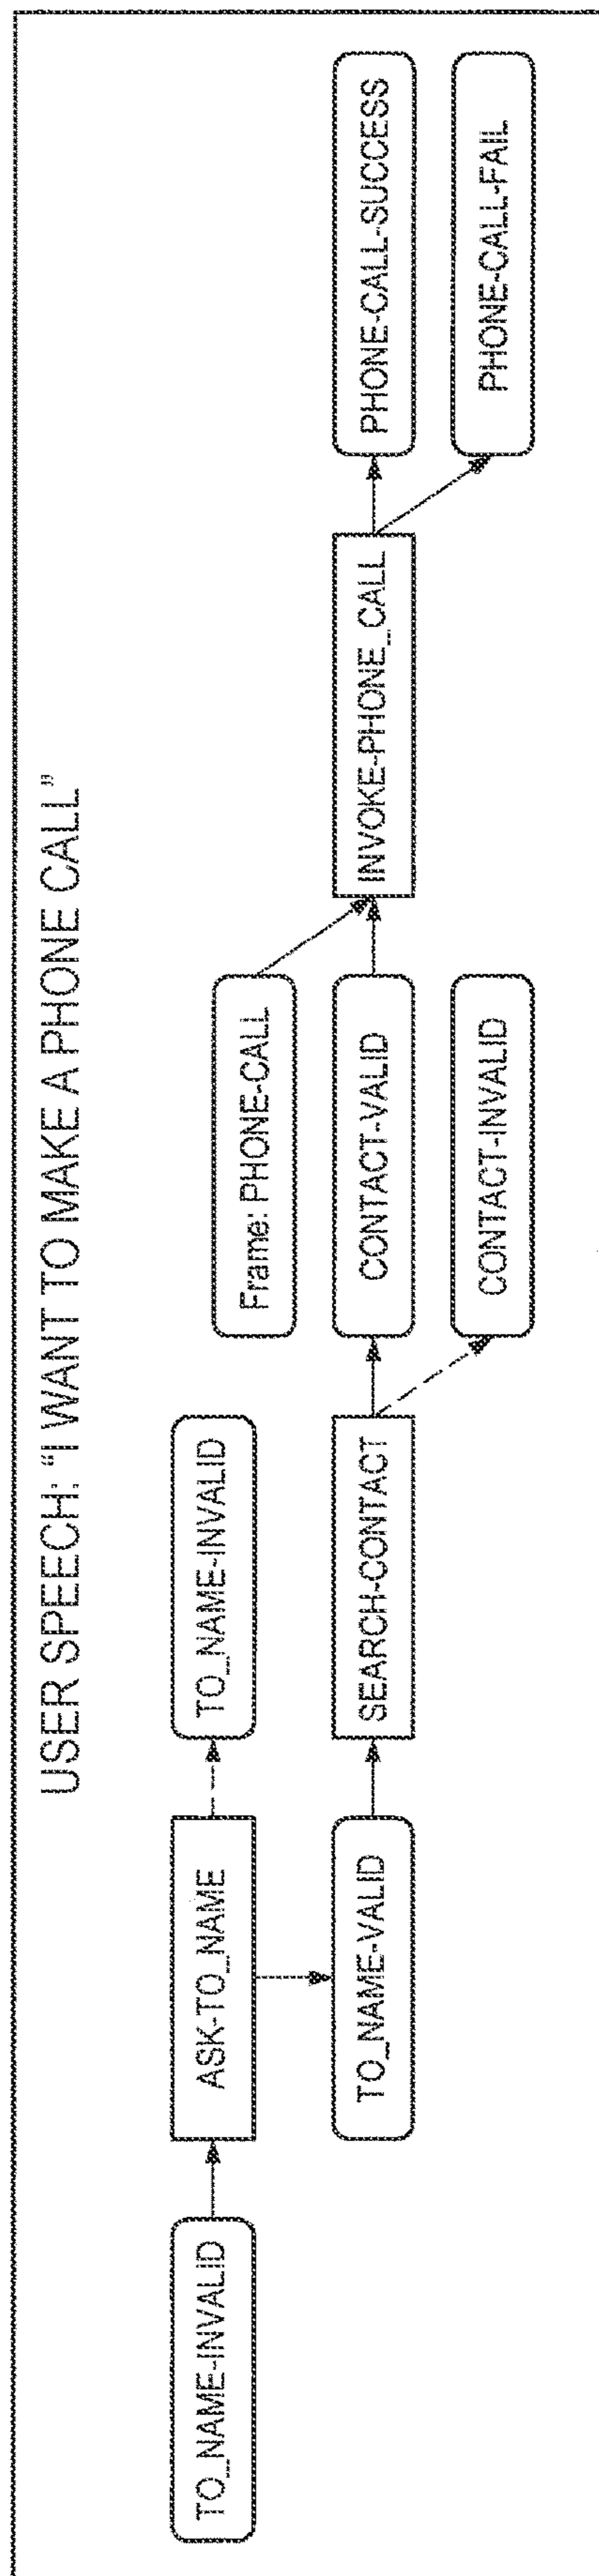 USER SPEECH: “I WANT TO MAKE A PHONE CALL”
TO_NAME-INVALID
ASK-TO_NAME
TO_NAME-INVALID
TO_NAME-VALID
SEARCH-CONTACT
Frame: PHONE-CALL
CONTACT-VALID
CONTACT-INVALID
INVOKE-PHONE_CALL
PHONE-CALL-SUCCESS
PHONE-CALL-FAIL